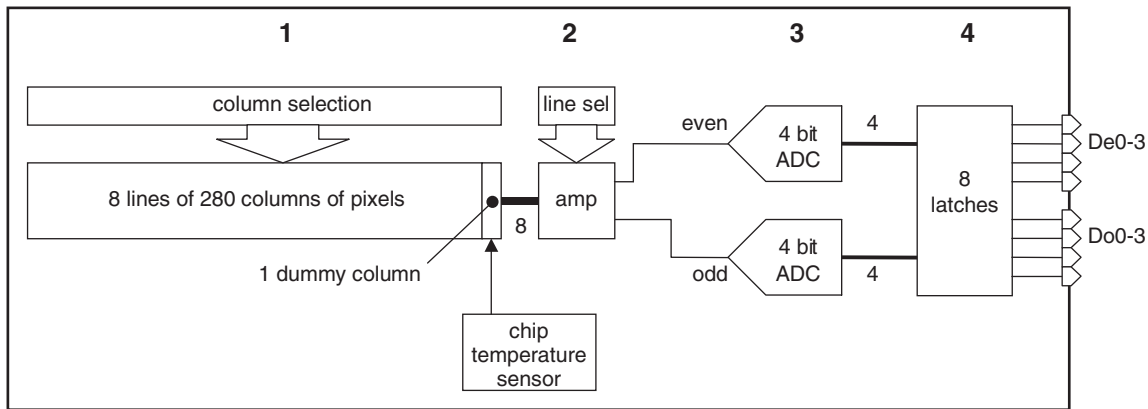 1 2 3 4
column selection
line sel
8 lines of 280 columns of pixels
8
amp
even
odd
4 bit
ADC
4
4 bit
ADC
4
8
latches
De0-3
Do0-3
1 dummy column
chip
temperature
sensor